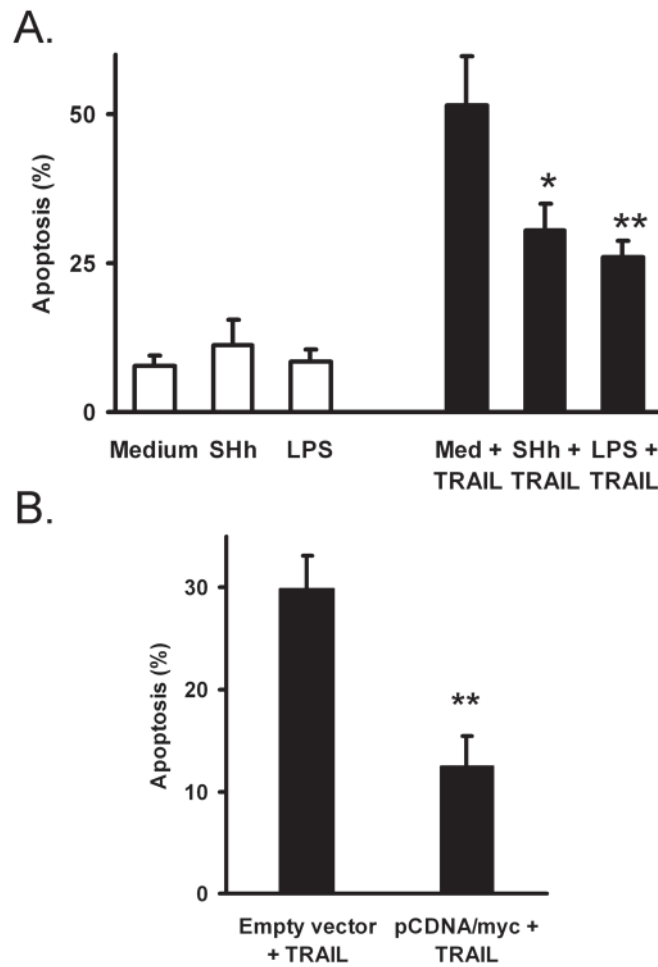 A.
Apoptosis (%)
50
25
0
*
**
Medium SHh LPS Med + SHh + LPS +
TRAIL TRAIL TRAIL
B.
Apoptosis (%)
30
20
10
0
**
Empty vector pCDNA/myc +
+ TRAIL TRAIL